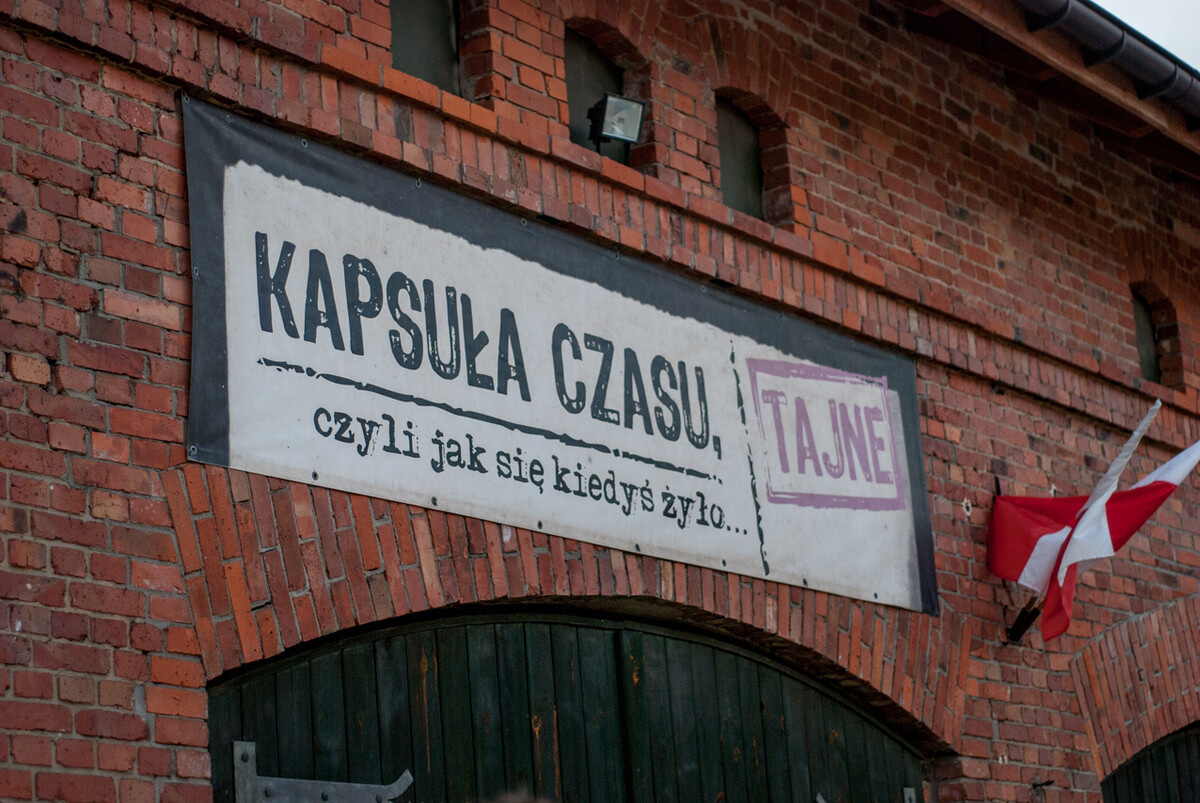 KAPSUŁA CZASU,
czyli jak się kiedyś żyło...
TAJNE